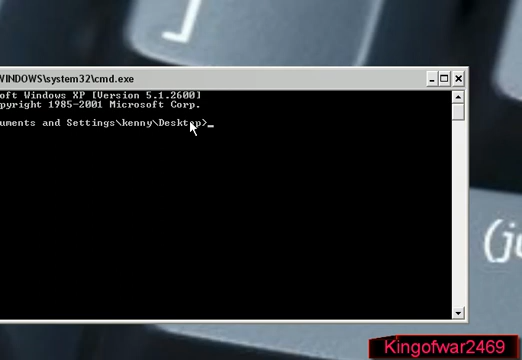 ]
WINDOWS\system32\cmd.exe
oft Windows XP [Version 5.1.2600]
pyright 1985-2001 Microsoft Corp.
uments and Settings\kenny\Desktop>_
(j
Kingofwar2469